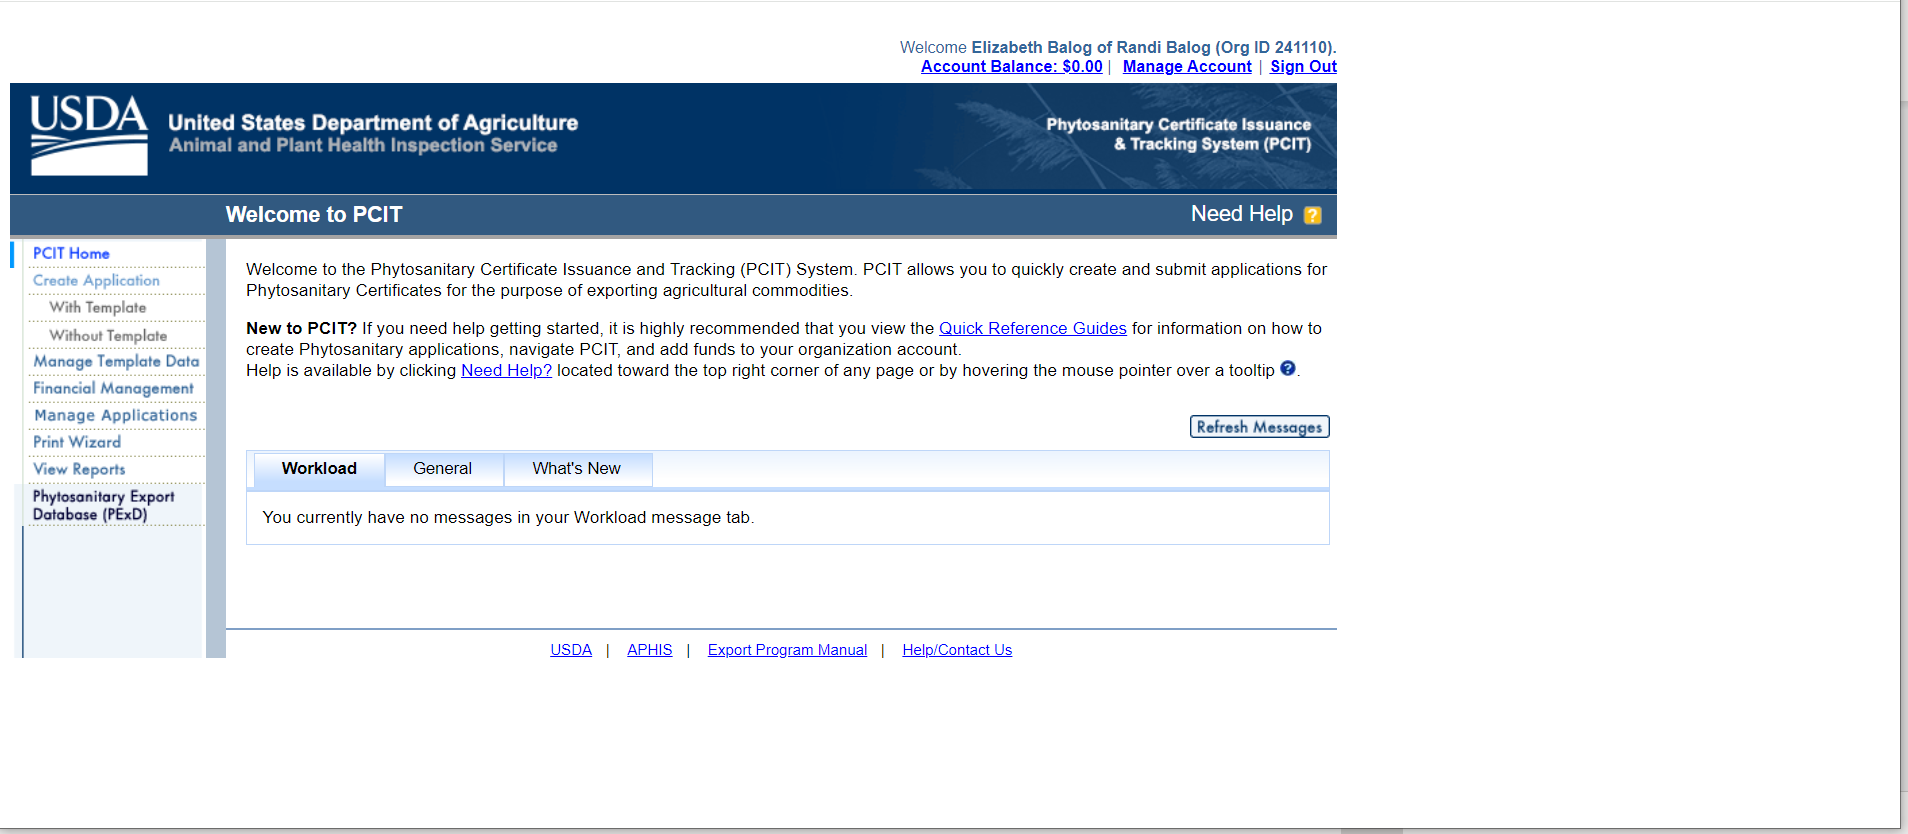 Welcome Elizabeth Balog of Randi Balog (Org ID 241110).
Account Balance: $0.00 | Manage Account | Sign Out
USDA
United States Department of Agriculture
Animal and Plant Health Inspection Service
Phytosanitary Certificate Issuance
& Tracking System (PCIT)
Welcome to PCIT
Need Help ?
PCIT Home
Create Application
With Template
Without Template
Manage Template Data
Financial Management
Manage Applications
Print Wizard
View Reports
Phytosanitary Export
Database (PExD)
Welcome to the Phytosanitary Certificate Issuance and Tracking (PCIT) System. PCIT allows you to quickly create and submit applications for
Phytosanitary Certificates for the purpose of exporting agricultural commodities.
New to PCIT? If you need help getting started, it is highly recommended that you view the Quick Reference Guides for information on how to
create Phytosanitary applications, navigate PCIT, and add funds to your organization account.
Help is available by clicking Need Help? located toward the top right corner of any page or by hovering the mouse pointer over a tooltip ?.
Refresh Messages
Workload General What's New
You currently have no messages in your Workload message tab.
USDA | APHIS | Export Program Manual | Help/Contact Us